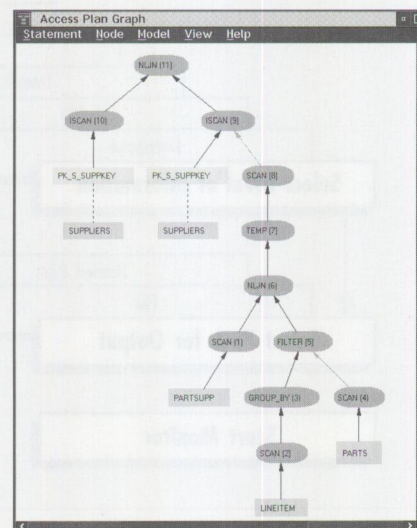 Access Plan Graph
Statement Node Model View Help
NLJN (11)
ISCAN (10) ISCAN (9)
PK_S_SUPPKEY PK_S_SUPPKEY SCAN (8)
SUPPLIERS SUPPLIERS TEMP (7)
NLJN (6)
SCAN (1) FILTER (5)
PARTSUPP GROUP_BY (3) SCAN (4)
SCAN (2) PARTS
LINEITEM